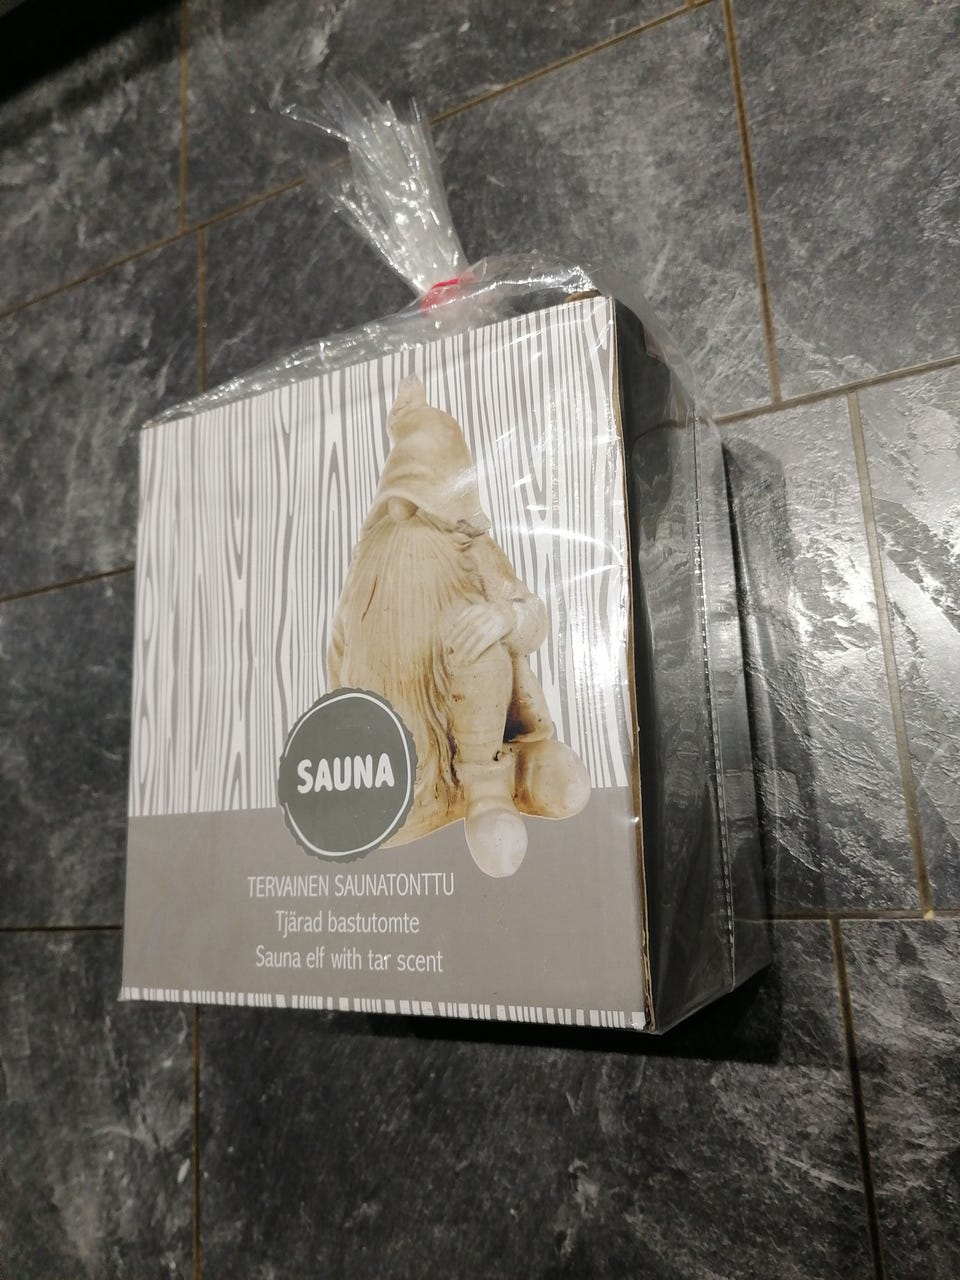 SAUNA
TERVAINEN SAUNATONTTU
Tjärad bastutomte
Sauna elf with tar scent